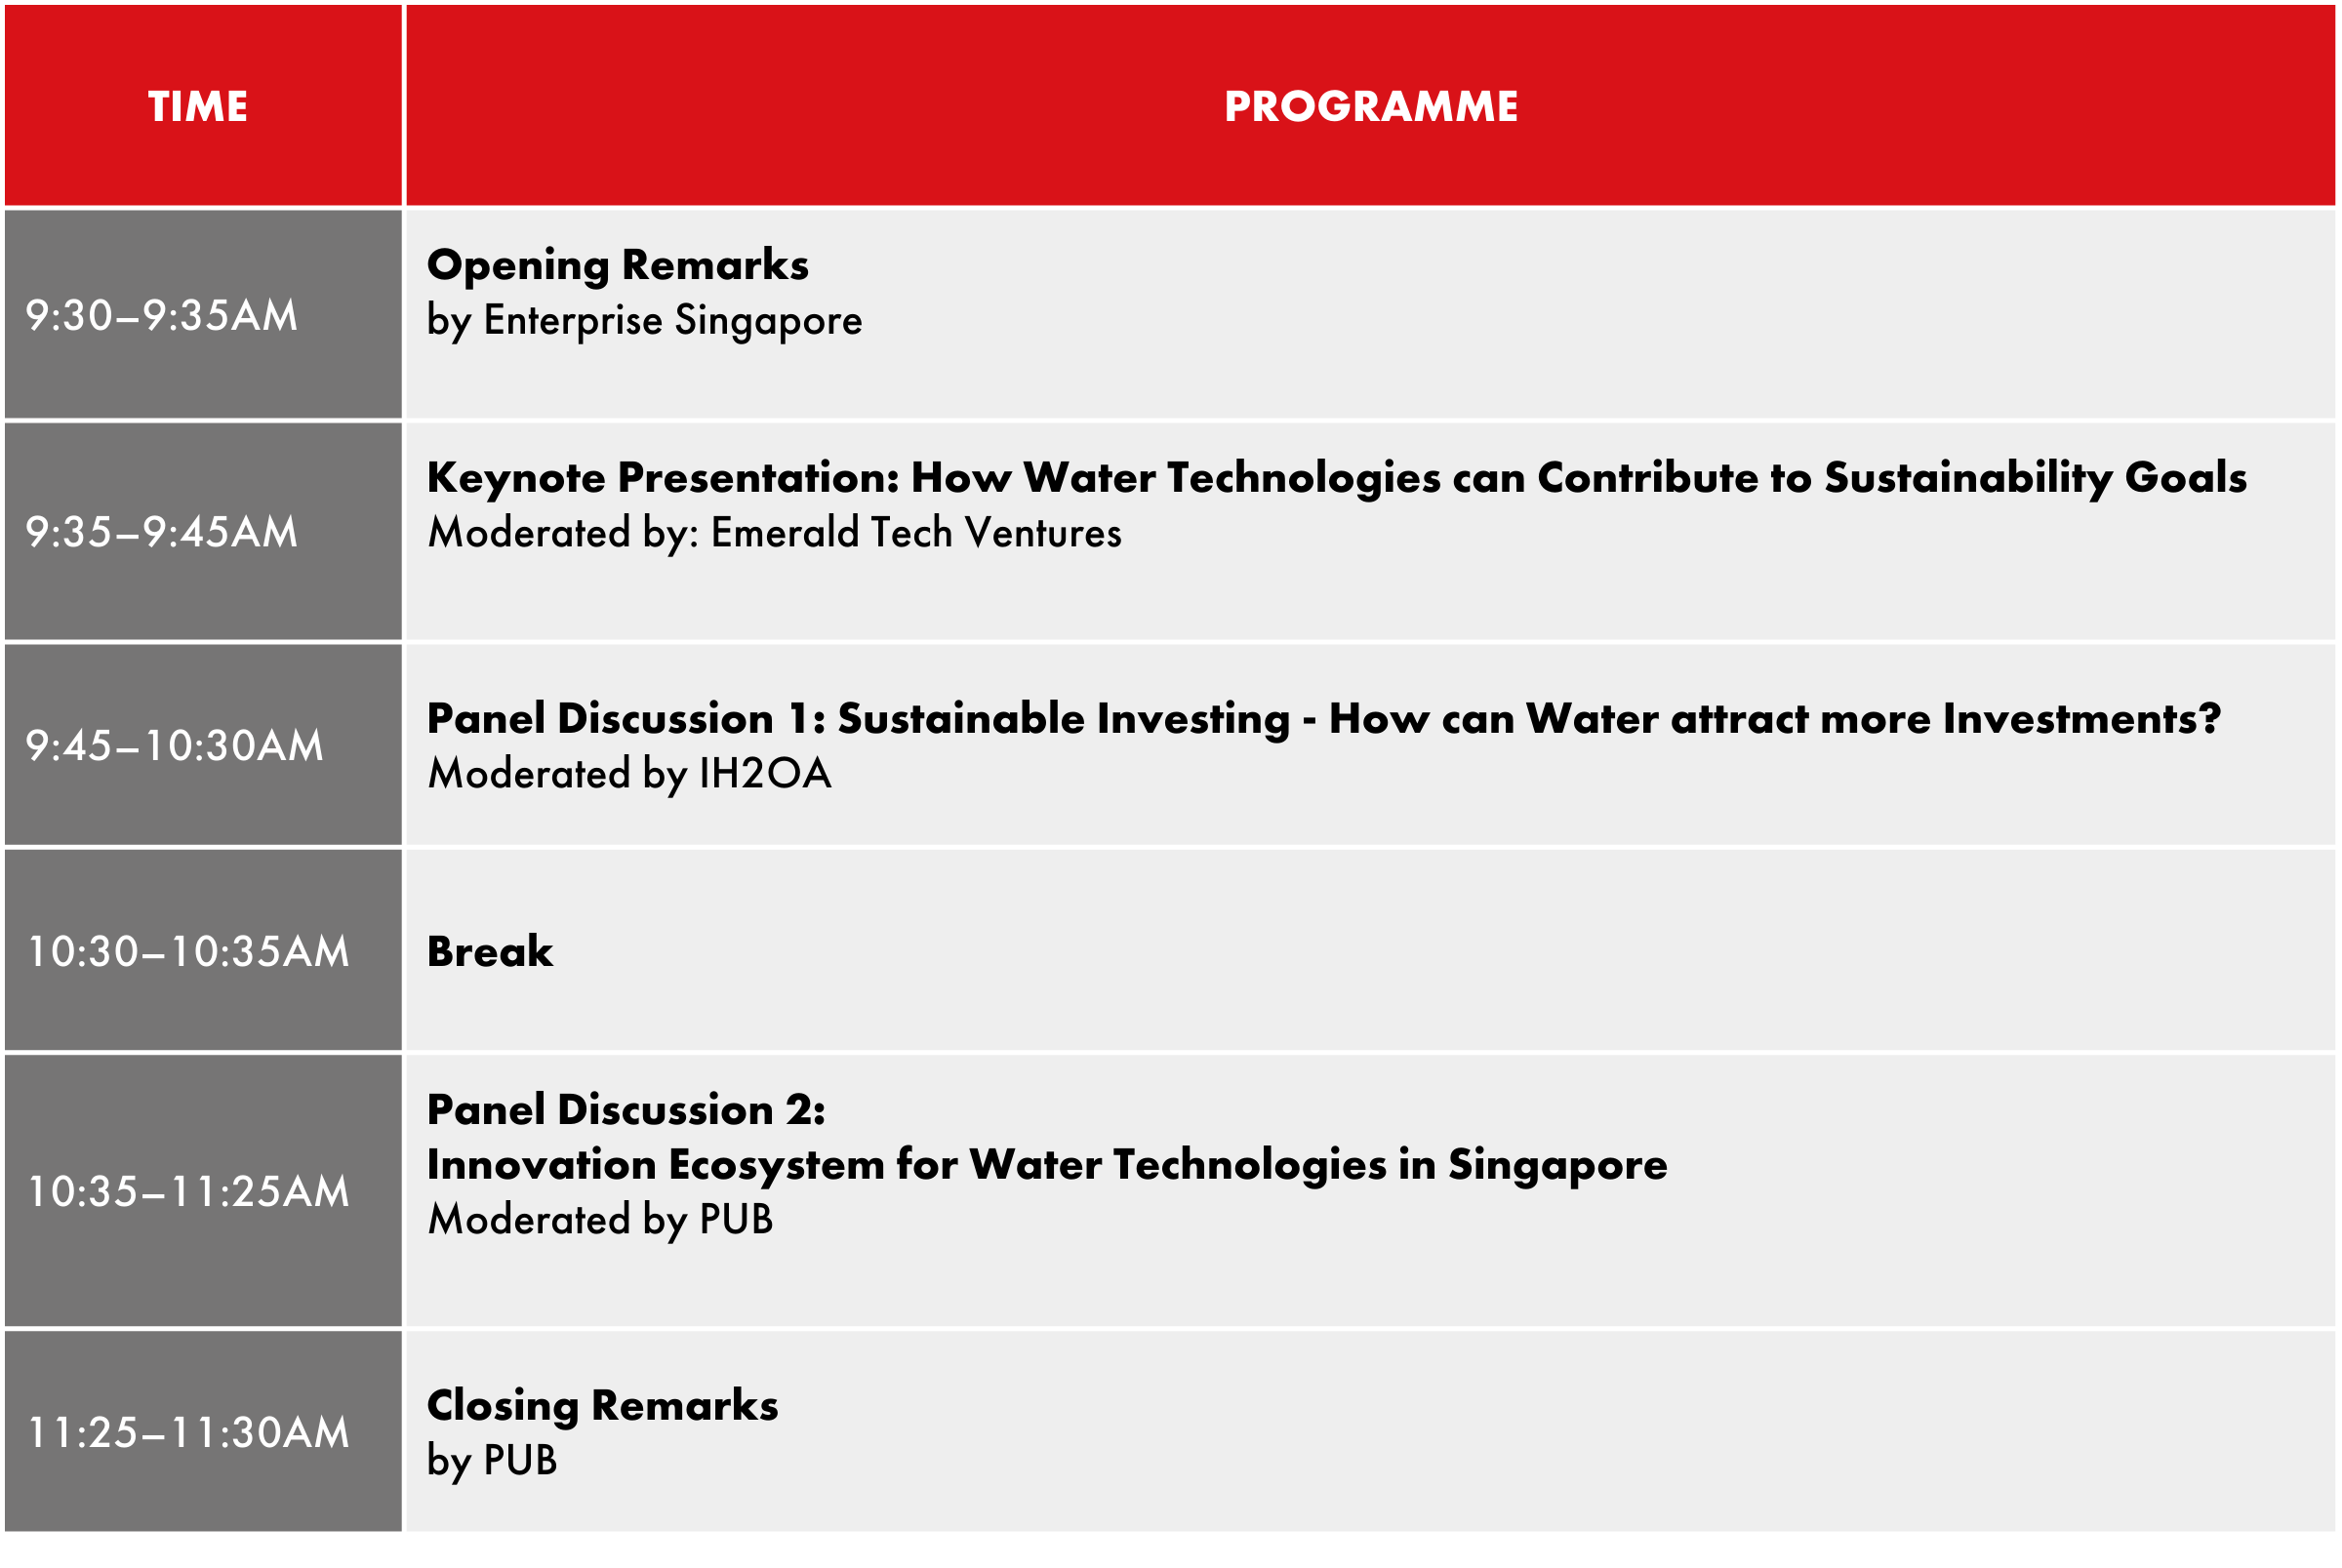 TIME
PROGRAMME
9:30–9:35AM
Opening Remarks
by Enterprise Singapore
9:35–9:45AM
Keynote Presentation: How Water Technologies can Contribute to Sustainability Goals
Moderated by: Emerald Tech Ventures
9:45–10:30AM
Panel Discussion 1: Sustainable Investing - How can Water attract more Investments?
Moderated by IH2OA
10:30–10:35AM
Break
10:35–11:25AM
Panel Discussion 2:
Innovation Ecosystem for Water Technologies in Singapore
Moderated by PUB
11:25–11:30AM
Closing Remarks
by PUB